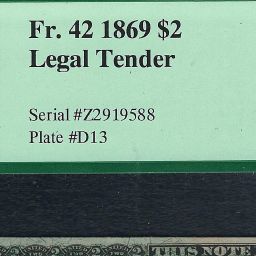 Fr. 42 1869 $2
Legal Tender
Serial #Z2919588
Plate #D13
THIS NOTE